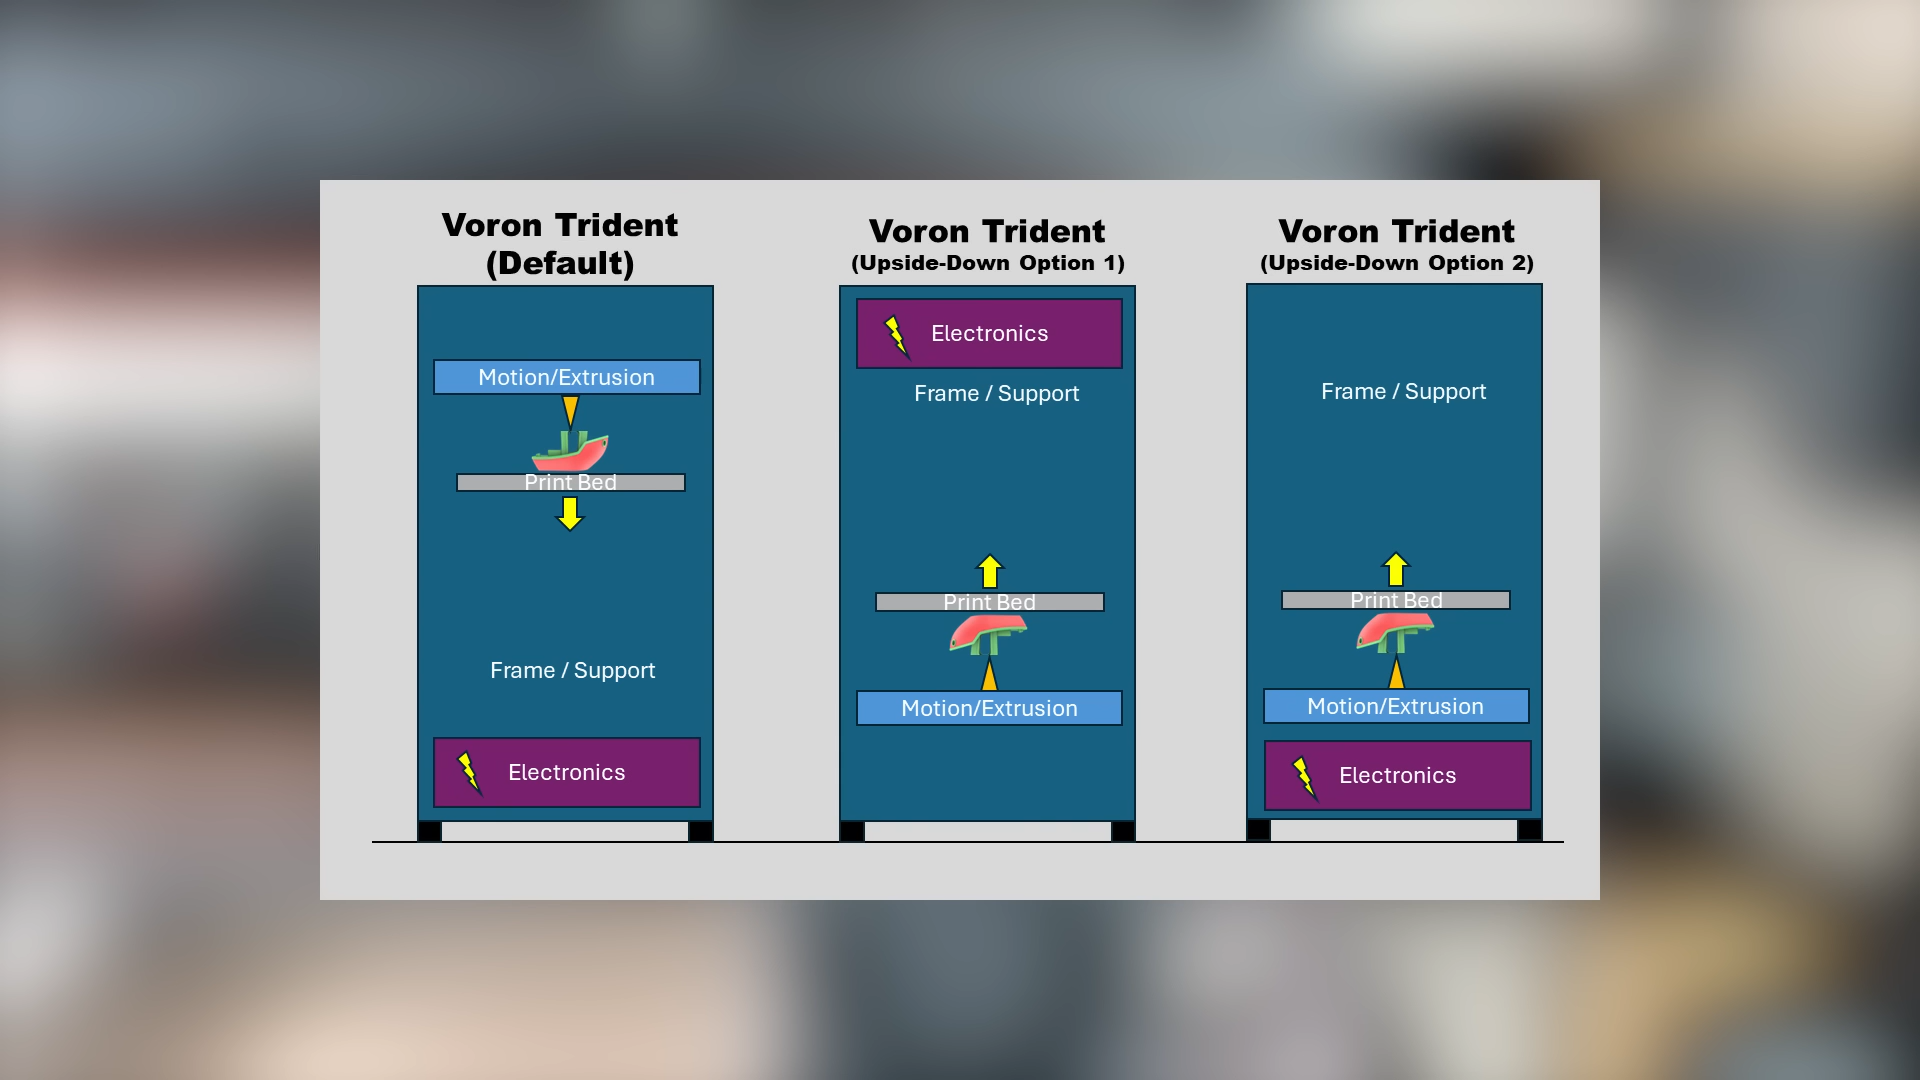 Voron Trident
(Default)
Motion/Extrusion
Print Bed
Frame / Support
Electronics
Voron Trident
(Upside-Down Option 1)
Electronics
Frame / Support
Print Bed
Motion/Extrusion
Voron Trident
(Upside-Down Option 2)
Frame / Support
Print Bed
Motion/Extrusion
Electronics